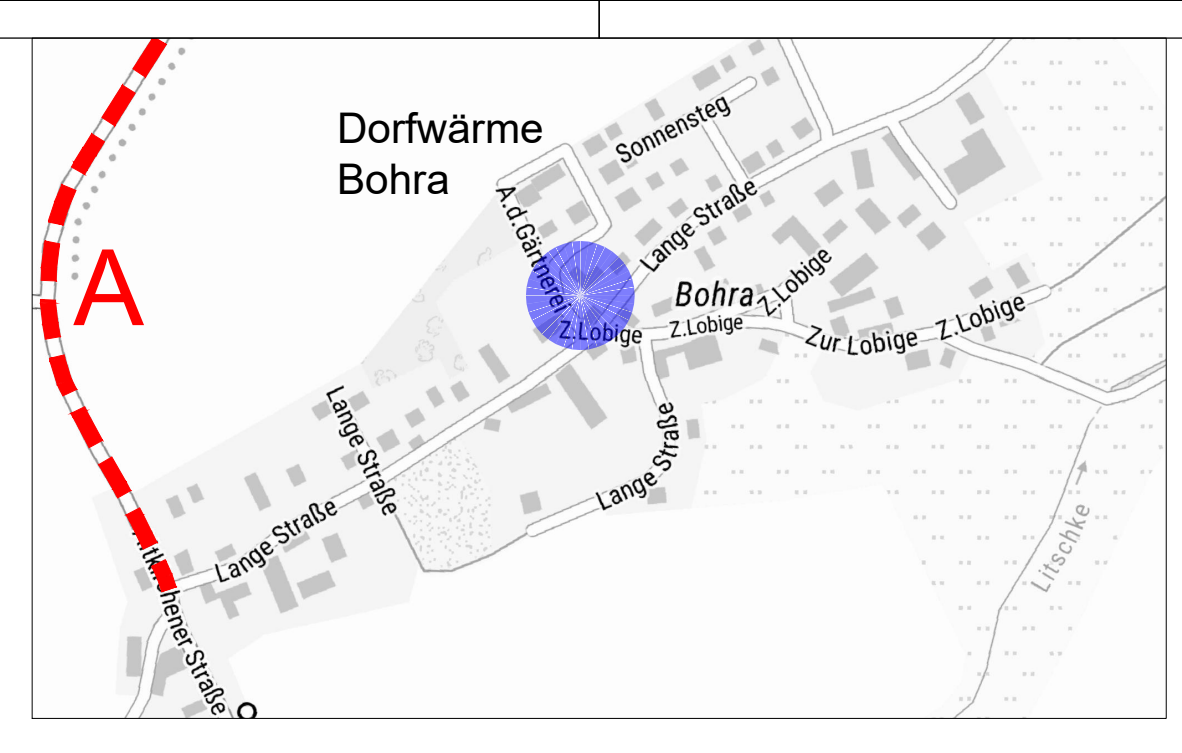 Dorfwärme
Bohra
Sonnensteg
A.d.Gärtnerei
Lange Straße
A
Bohra
Z.Lobige
Z.Lobige
Z.Lobige
Zur Lobige
Z.Lobige
Lange Straße
Lange Straße
Lange Straße
Litschke